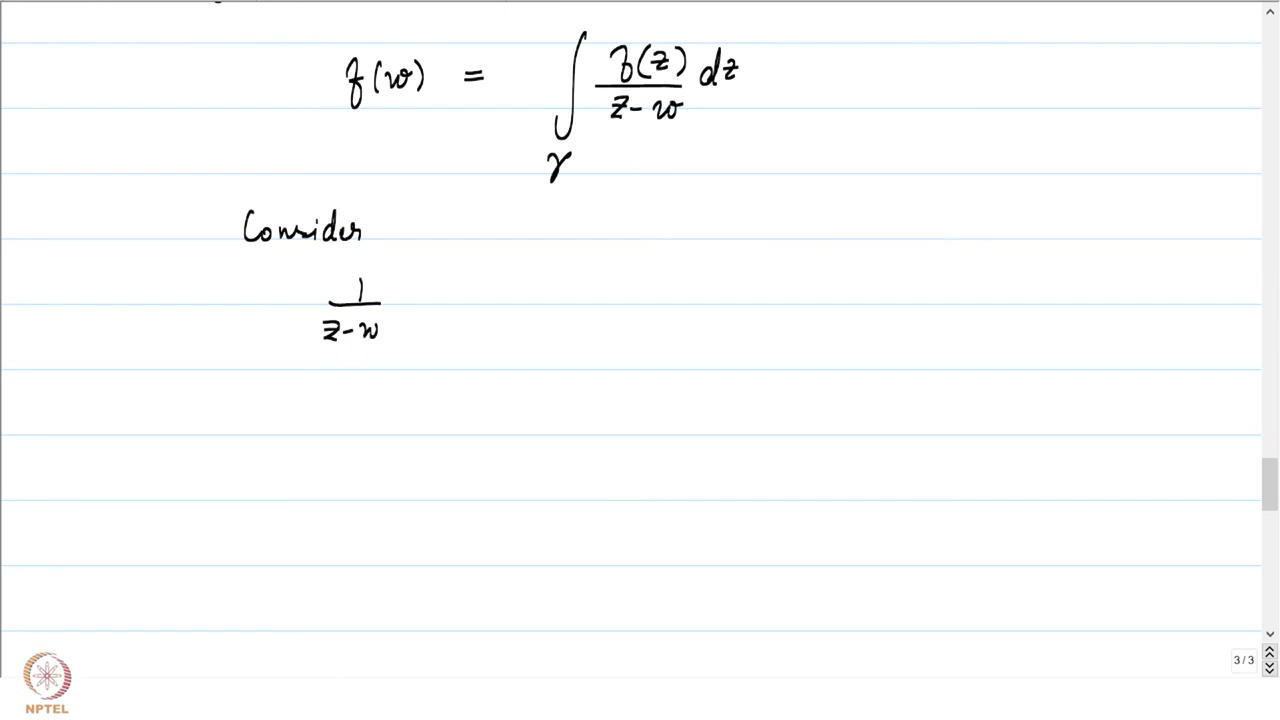 f(w) = ∫_γ f(z)/(z-w) dz
Consider
1/(z-w)
3 / 3
NPTEL